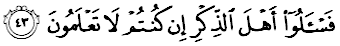 فَسْـَٔلُوٓا۟ أَهْلَ ٱلذِّكْرِ إِن كُنتُمْ لَا تَعْلَمُونَ ﴿٤٣﴾